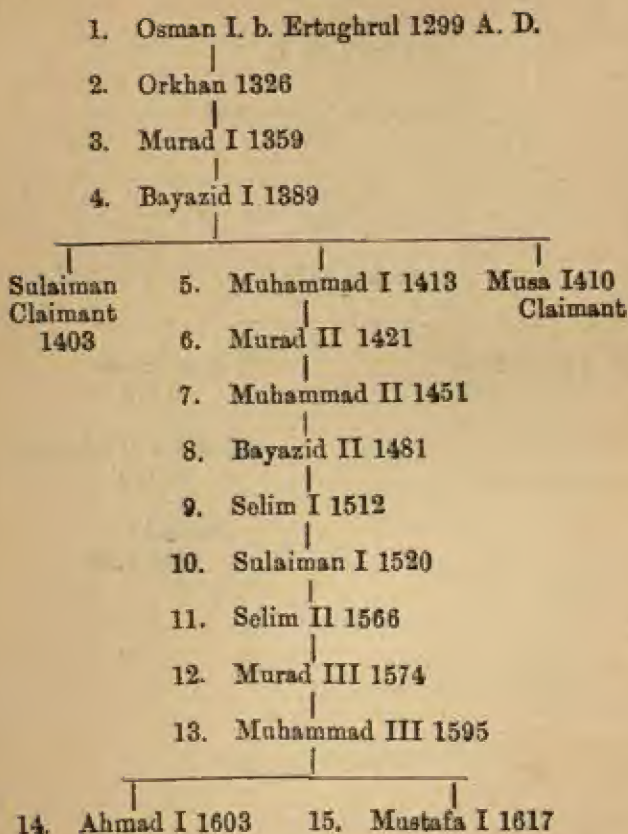 1. Osman I. b. Ertughrul 1299 A. D.
2. Orkhan 1326
3. Murad I 1359
4. Bayazid I 1389
Sulaiman 5. Muhammad I 1413 Musa 1410
Claimant Claimant
1403 6. Murad II 1421
7. Muhammad II 1451
8. Bayazid II 1481
9. Selim I 1512
10. Sulaiman I 1520
11. Selim II 1566
12. Murad III 1574
13. Muhammad III 1595
14. Ahmad I 1603 15. Mustafa I 1617